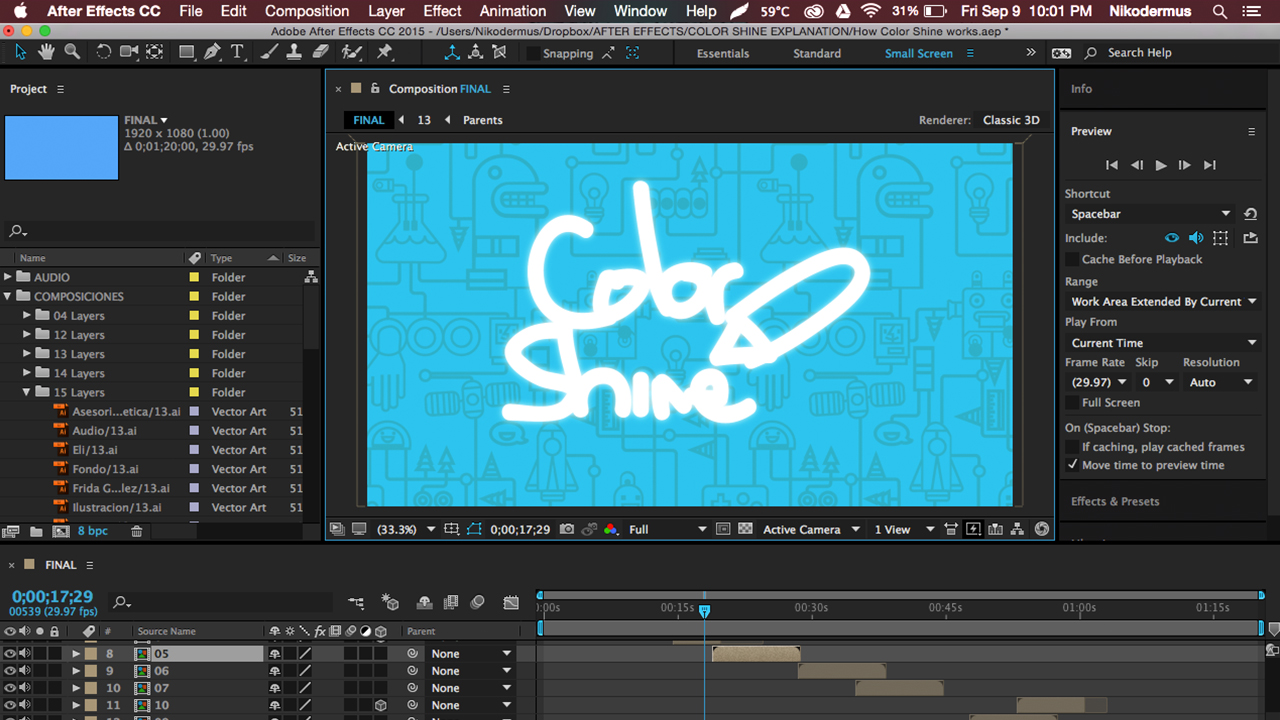 After Effects CC File Edit Composition Layer Effect Animation View Window Help 59°C 31% Fri Sep 9 10:01 PM Nikodermus
Adobe After Effects CC 2015 - /Users/Nikodermus/Dropbox/AFTER EFFECTS/COLOR SHINE EXPLANATION/How Color Shine works.aep *
T Snapping Essentials Standard Small Screen Search Help
Project
FINAL
1920 x 1080 (1.00)
Δ 0;01;20;00, 29.97 fps
Name Type Size
AUDIO Folder
COMPOSICIONES Folder
04 Layers Folder
12 Layers Folder
13 Layers Folder
14 Layers Folder
15 Layers Folder
Asesori...etica/13.ai Vector Art 51
Audio/13.ai Vector Art 51
Eli/13.ai Vector Art 51
Fondo/13.ai Vector Art 51
Frida G...lez/13.ai Vector Art 51
Ilustracion/13.ai Vector Art 51
8 bpc
Composition FINAL
FINAL 13 Parents Renderer: Classic 3D
Active Camera
Color
Shine
(33.3%) 0;00;17;29 Full Active Camera 1 View
Info
Preview
Shortcut
Spacebar
Include:
Cache Before Playback
Range
Work Area Extended By Current
Play From
Current Time
Frame Rate Skip Resolution
(29.97) 0 Auto
Full Screen
On (Spacebar) Stop:
If caching, play cached frames
Move time to preview time
Effects & Presets
FINAL
0;00;17;29
00539 (29.97 fps)
:00s 00:15s 00:30s 00:45s 01:00s 01:15s
# Source Name fx Parent
8 05 None
9 06 None
10 07 None
11 10 None